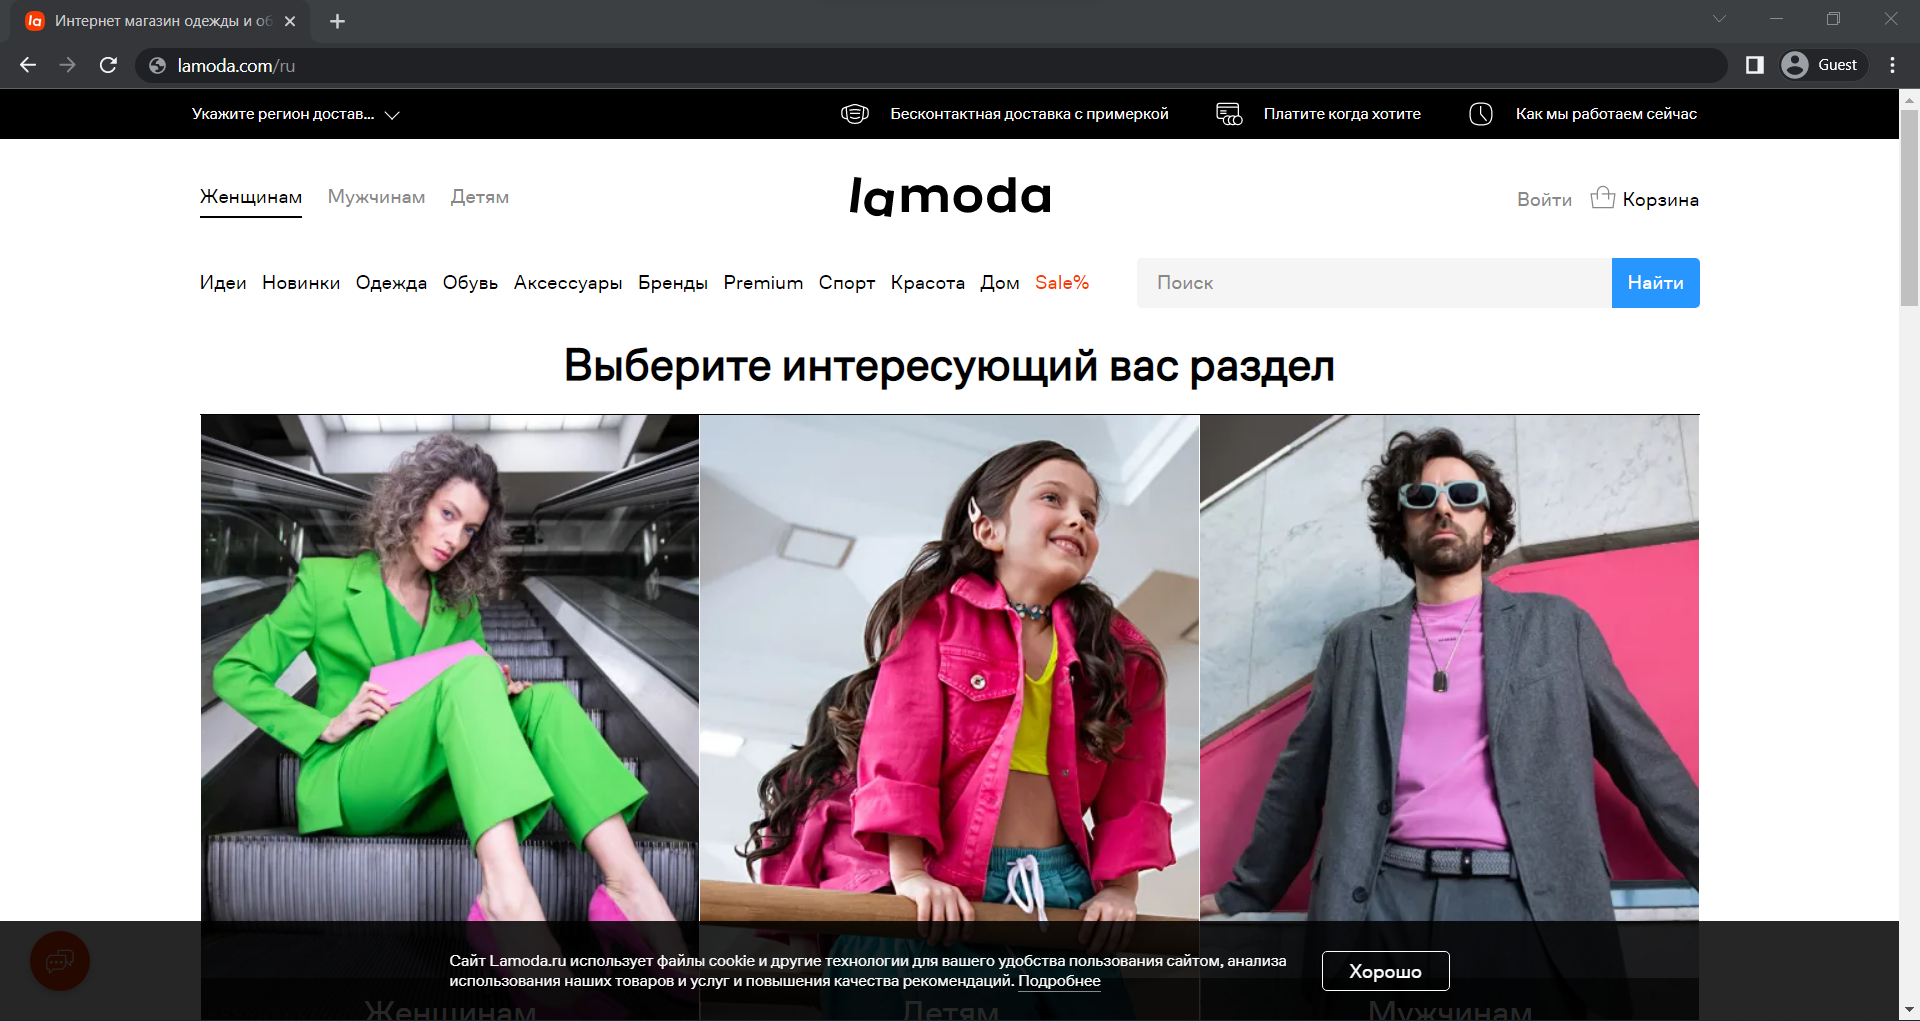 Интернет магазин одежды и об
lamoda.com/ru
Guest
Укажите регион достав...
Бесконтактная доставка с примеркой
Платите когда хотите
Как мы работаем сейчас
Женщинам Мужчинам Детям
lamoda
Войти Корзина
Идеи Новинки Одежда Обувь Аксессуары Бренды Premium Спорт Красота Дом Sale%
Поиск
Найти
Выберите интересующий вас раздел
Сайт Lamoda.ru использует файлы cookie и другие технологии для вашего удобства пользования сайтом, анализа
использования наших товаров и услуг и повышения качества рекомендаций. Подробнее
Хорошо
Женщинам
Детям
Мужчинам